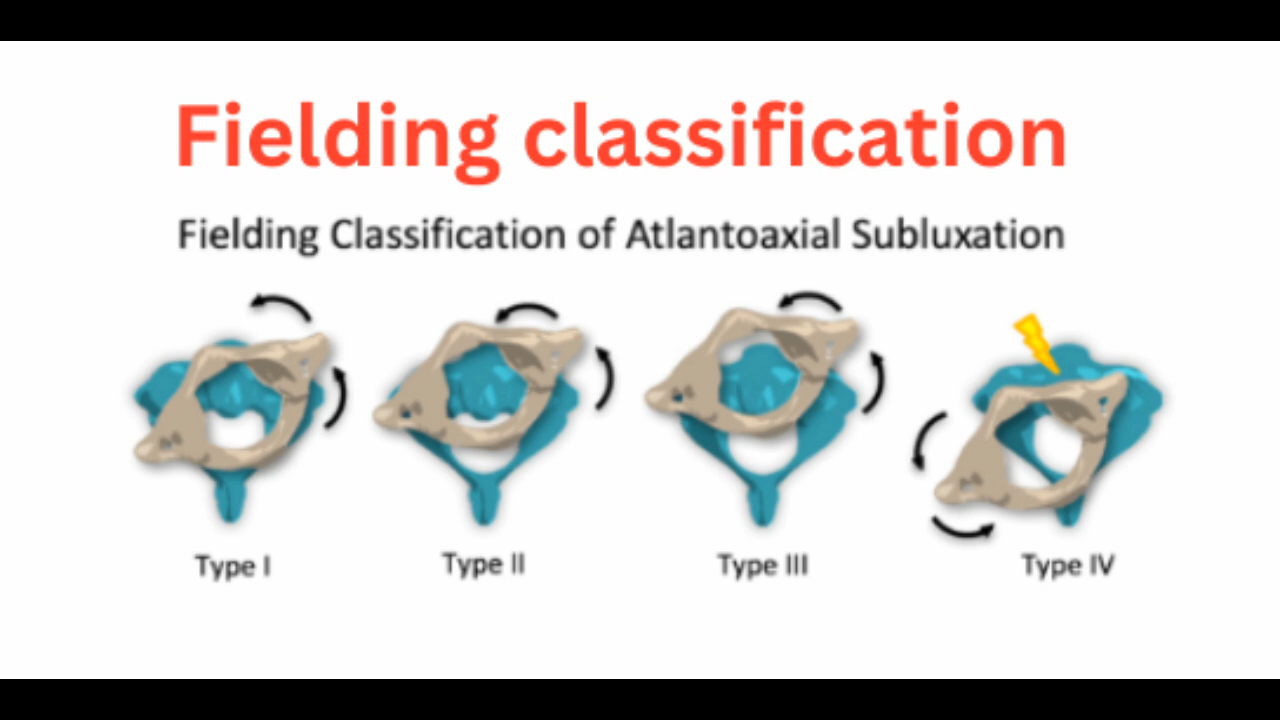 Fielding classification
Fielding Classification of Atlantoaxial Subluxation
Type I
Type II
Type III
Type IV